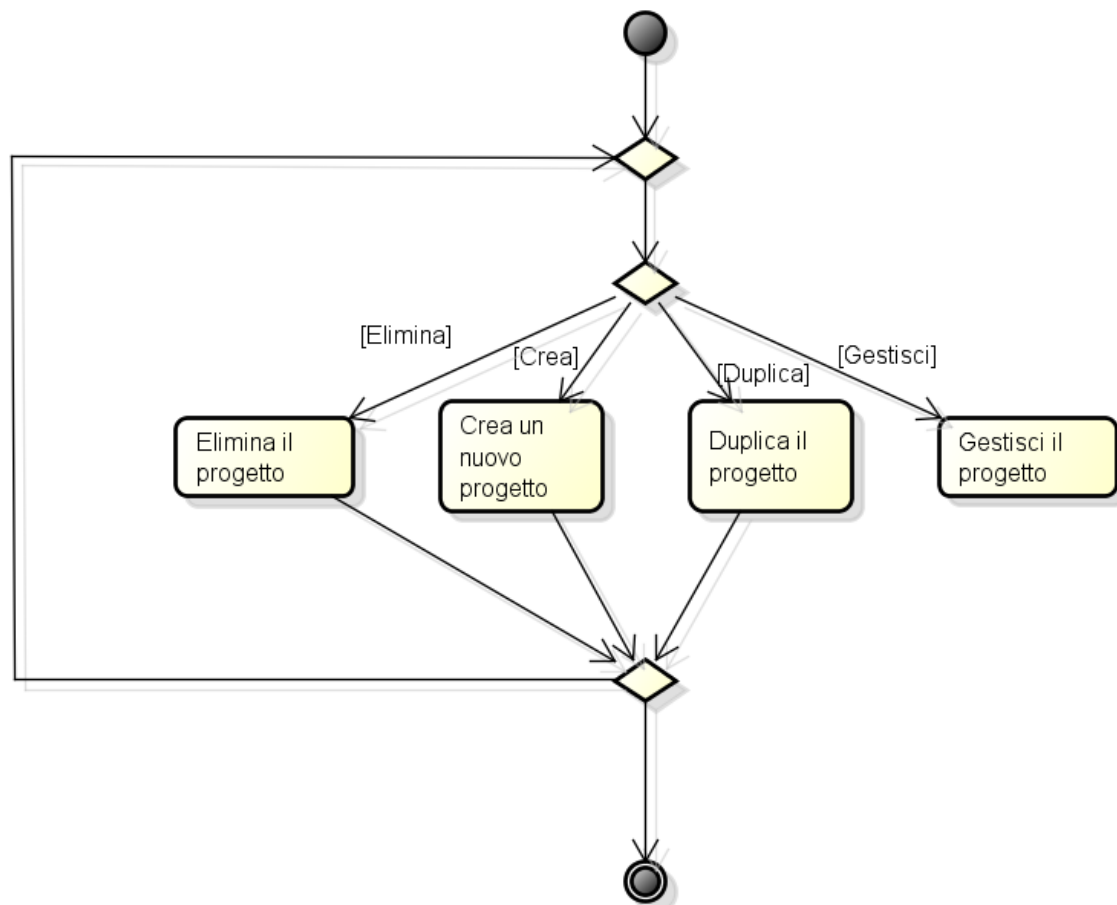 [Elimina]
[Crea]
[Duplica]
[Gestisci]
Elimina il
progetto
Crea un
nuovo
progetto
Duplica il
progetto
Gestisci il
progetto